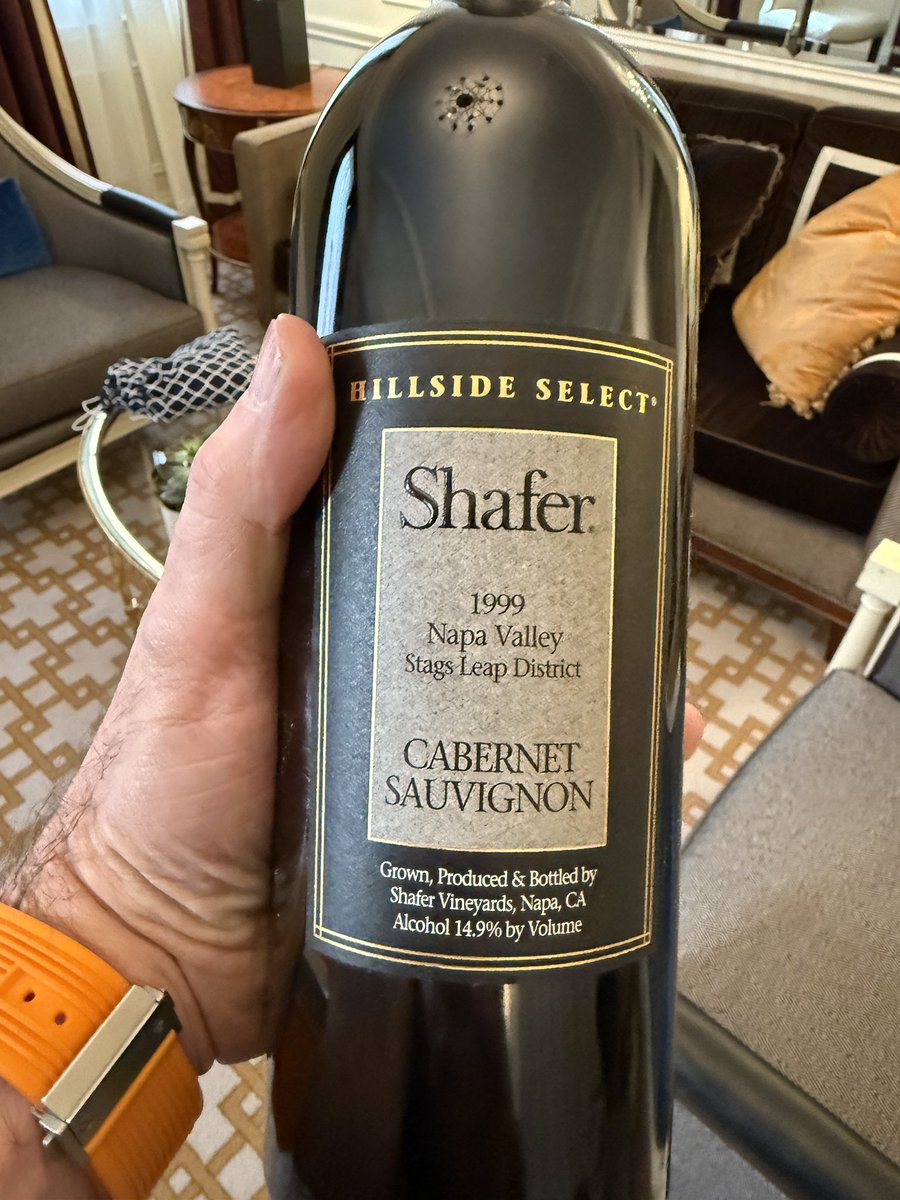 HILLSIDE SELECT®
Shafer
1999
Napa Valley
Stags Leap District
CABERNET
SAUVIGNON
Grown, Produced & Bottled by
Shafer Vineyards, Napa, CA
Alcohol 14.9% by Volume